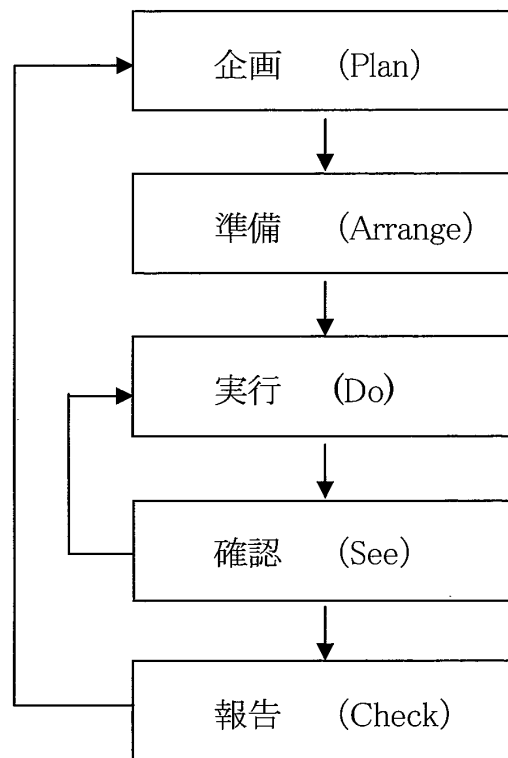 企画 (Plan)
準備 (Arrange)
実行 (Do)
確認 (See)
報告 (Check)